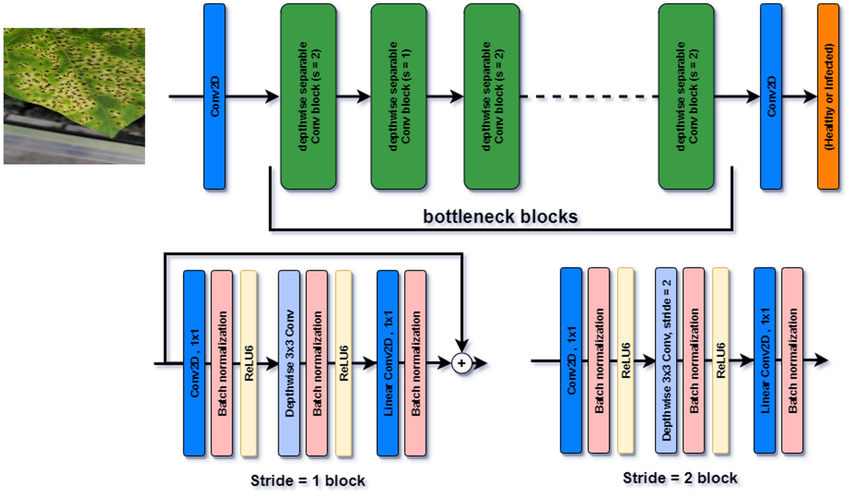 Conv2D
depthwise separable
Conv block (s = 2)
depthwise separable
Conv block (s = 1)
depthwise separable
Conv block (s = 2)
depthwise separable
Conv block (s = 2)
Conv2D
(Healthy or Infected)
bottleneck blocks
Conv2D , 1x1
Batch normalization
ReLU6
Depthwise 3x3 Conv
Batch normalization
ReLU6
Linear Conv2D , 1x1
Batch normalization
+
Stride = 1 block
Conv2D , 1x1
Batch normalization
ReLU6
Depthwise 3x3 Conv, stride = 2
Batch normalization
ReLU6
Linear Conv2D , 1x1
Batch normalization
Stride = 2 block